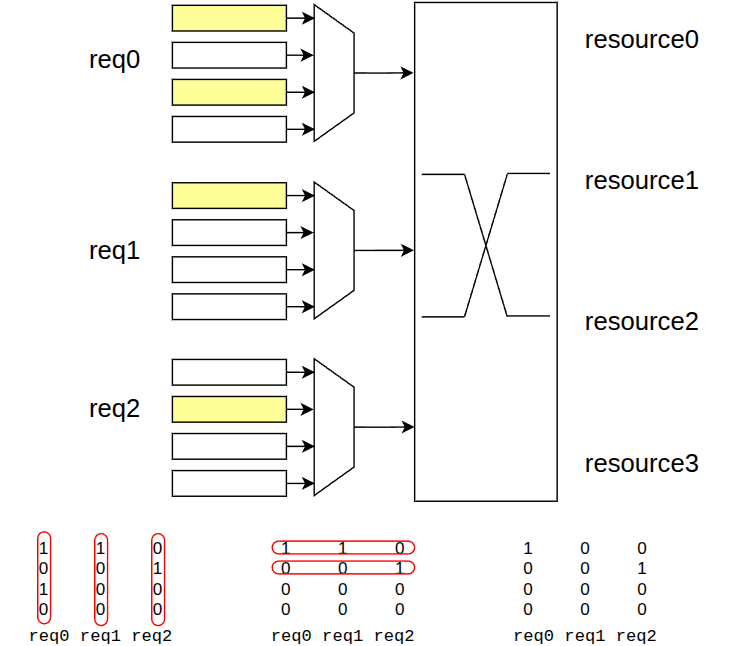 req0
resource0
resource1
req1
resource2
req2
resource3
1 1 0
0 0 1
1 0 0
0 0 0
req0 req1 req2
1 1 0
0 0 1
0 0 0
0 0 0
req0 req1 req2
1 0 0
0 0 1
0 0 0
0 0 0
req0 req1 req2